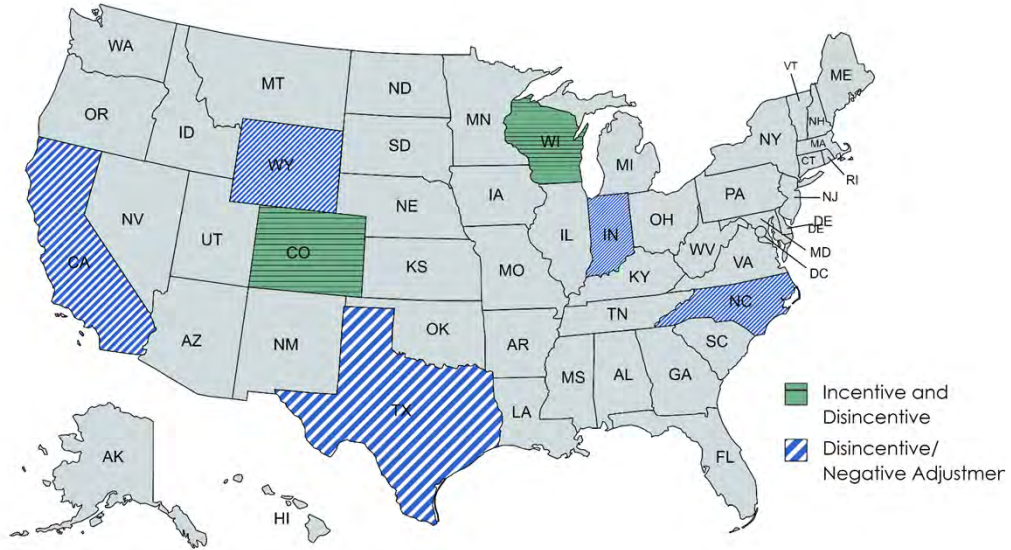 WA
MT
ND
MN
VT
ME
OR
ID
SD
WI
NH
NY
MA
WY
MI
CT
RI
IA
PA
NJ
NE
NV
OH
DE
DE
UT
IL
IN
CO
WV
MD
CA
KS
MO
VA
DC
KY
NC
TN
OK
AZ
NM
AR
SC
MS
AL
GA
TX
LA
Incentive and
Disincentive
AK
FL
Disincentive/
Negative Adjustmer
HI